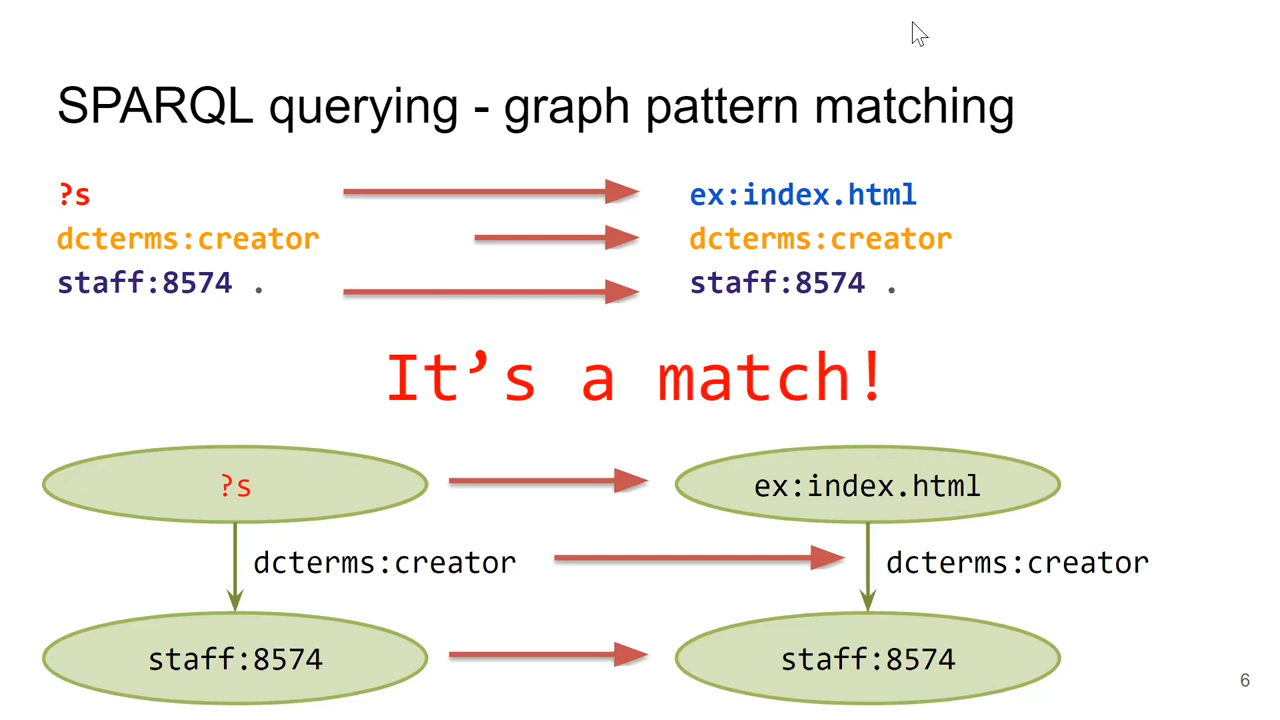 SPARQL querying - graph pattern matching
?s
dcterms:creator
staff:8574 .
ex:index.html
dcterms:creator
staff:8574 .
It’s a match!
?s
dcterms:creator
staff:8574
ex:index.html
dcterms:creator
staff:8574
6